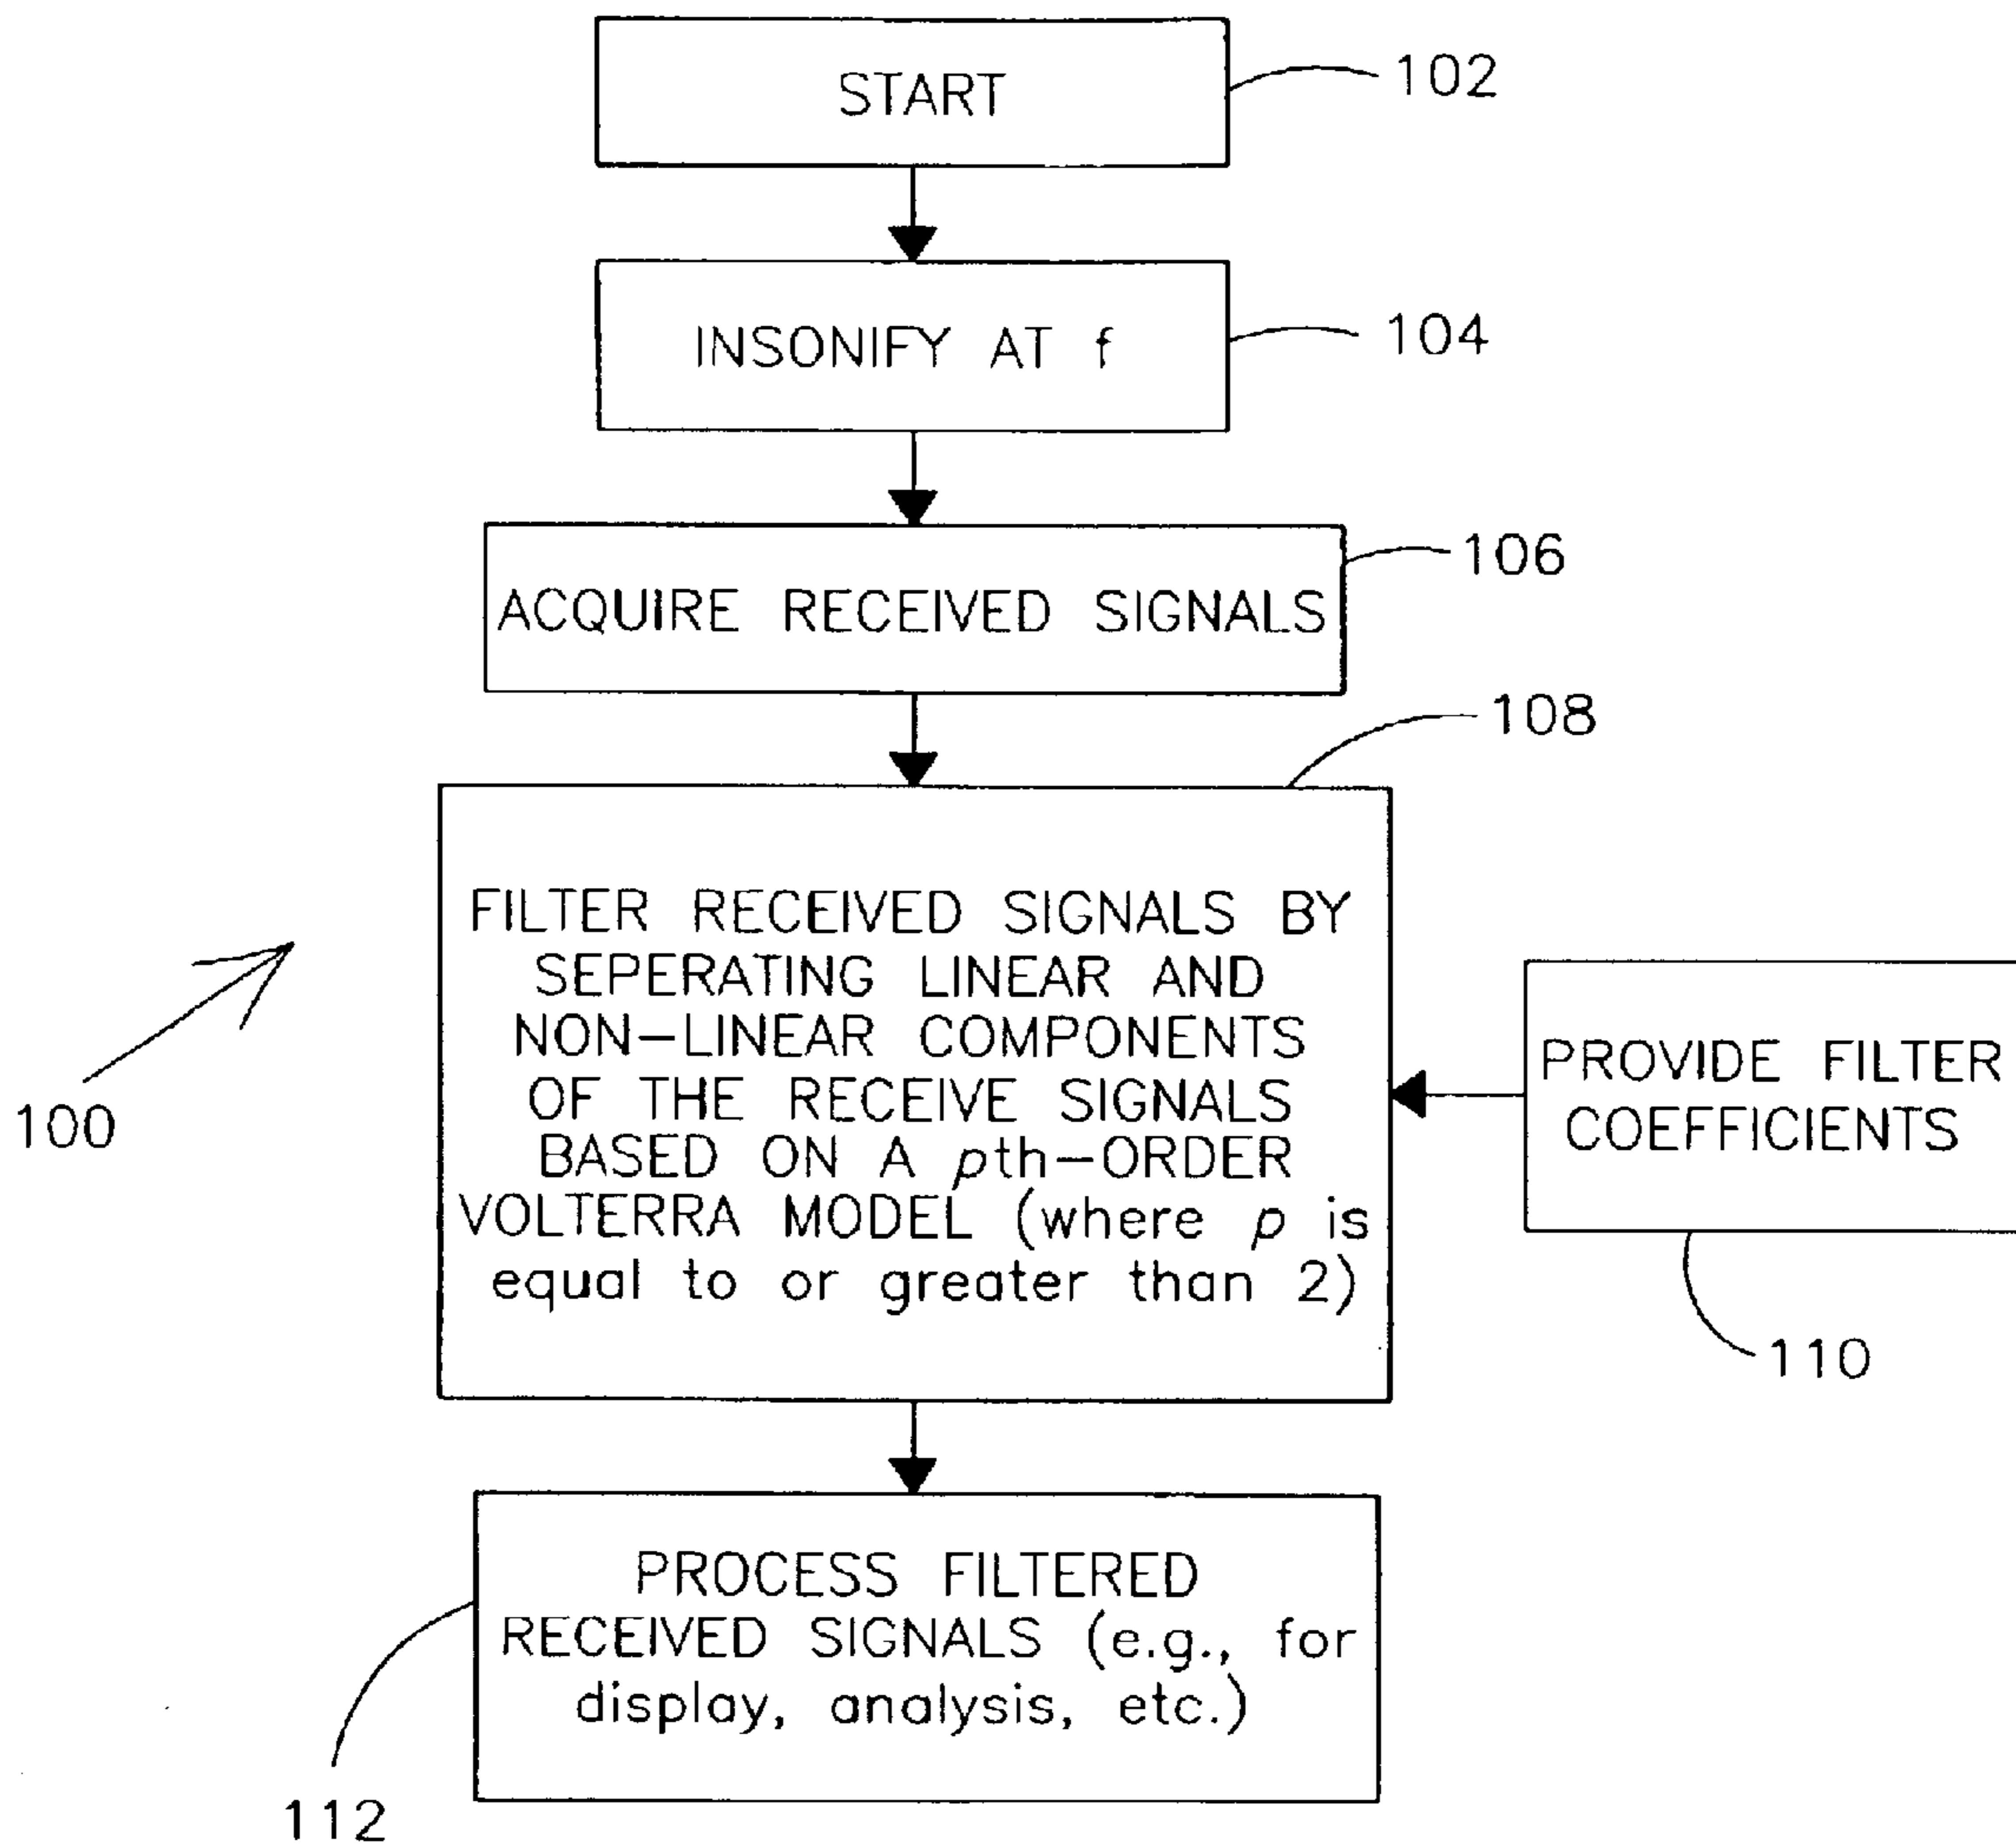 START
102
INSONIFY AT f
104
ACQUIRE RECEIVED SIGNALS
106
108
FILTER RECEIVED SIGNALS BY
SEPERATING LINEAR AND
NON-LINEAR COMPONENTS
OF THE RECEIVE SIGNALS
BASED ON A pth-ORDER
VOLTERRA MODEL (where p is
equal to or greater than 2)
100
PROVIDE FILTER
COEFFICIENTS
110
PROCESS FILTERED
RECEIVED SIGNALS (e.g., for
display, analysis, etc.)
112